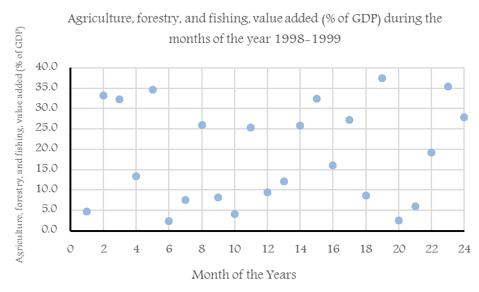 Agriculture, forestry, and fishing, value added (% of GDP) during the
months of the year 1998-1999
Agriculture, forestry, and fishing, value added (% of GDP)
40.0
35.0
30.0
25.0
20.0
15.0
10.0
5.0
0.0
0 2 4 6 8 10 12 14 16 18 20 22 24
Month of the Years